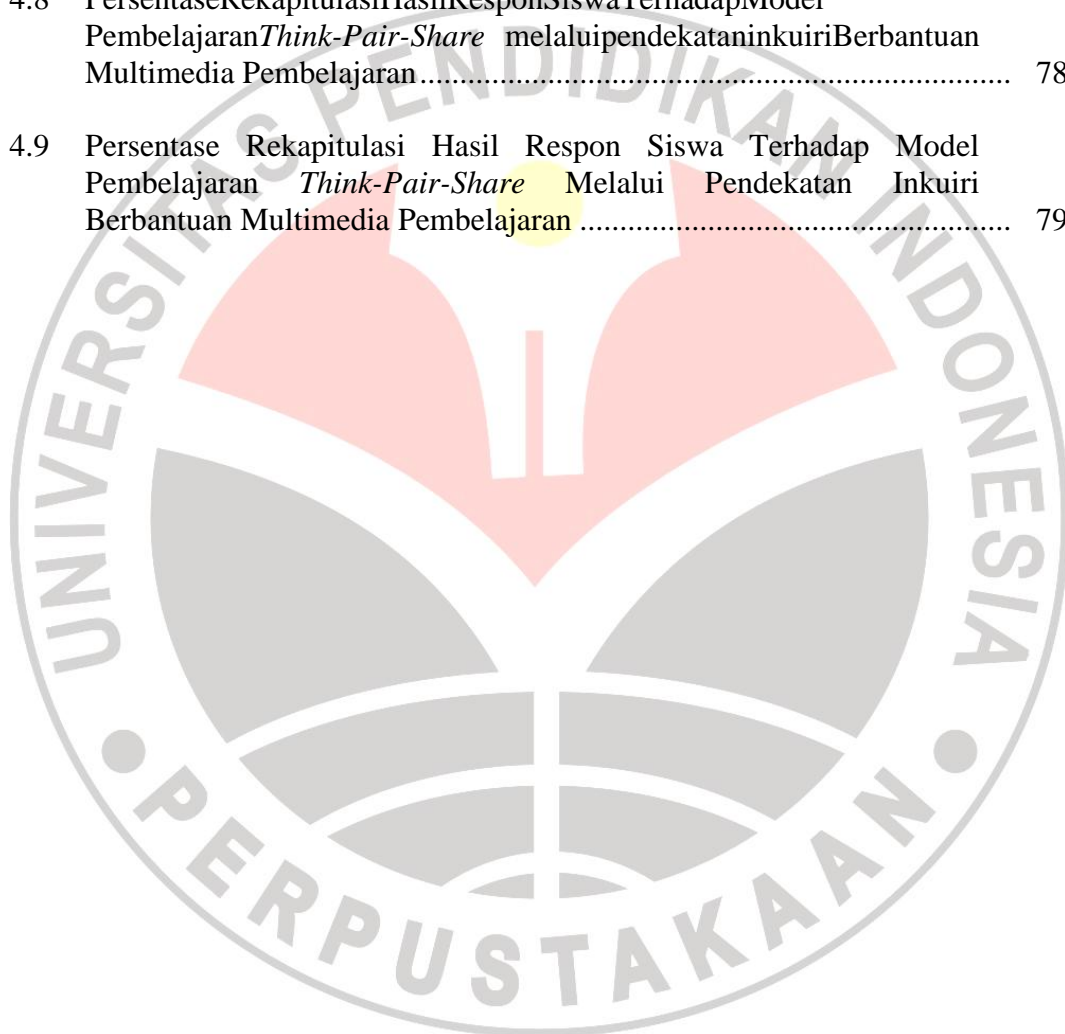 4.8 PersentaseRekapitulasiHasilResponSiswaTerhadapModel
PembelajaranThink-Pair-Share melaluipendekataninkuiriBerbantuan
Multimedia Pembelajaran .......................................................................... 78
4.9 Persentase Rekapitulasi Hasil Respon Siswa Terhadap Model
Pembelajaran Think-Pair-Share Melalui Pendekatan Inkuiri
Berbantuan Multimedia Pembelajaran ...................................................... 79
UNIVERSITAS PENDIDIKAN INDONESIA
PERPUSTAKAAN